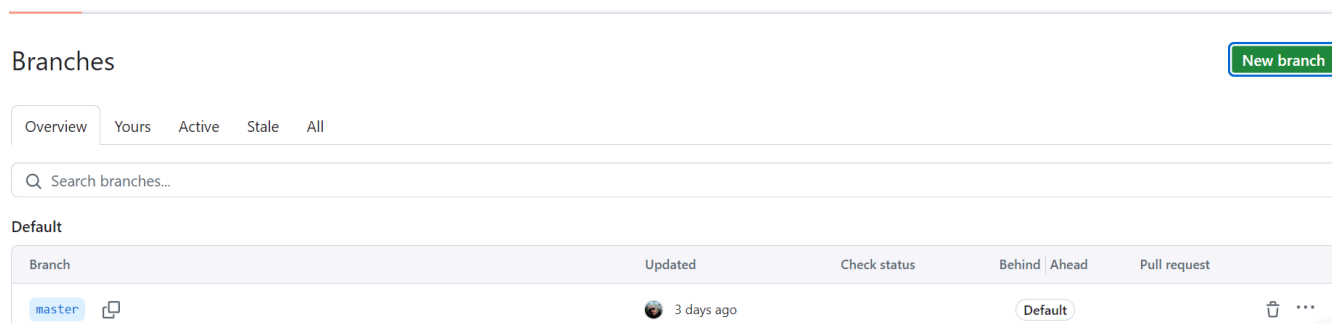 Branches
New branch
Overview Yours Active Stale All
Search branches...
Default
Branch Updated Check status Behind Ahead Pull request
master 3 days ago Default